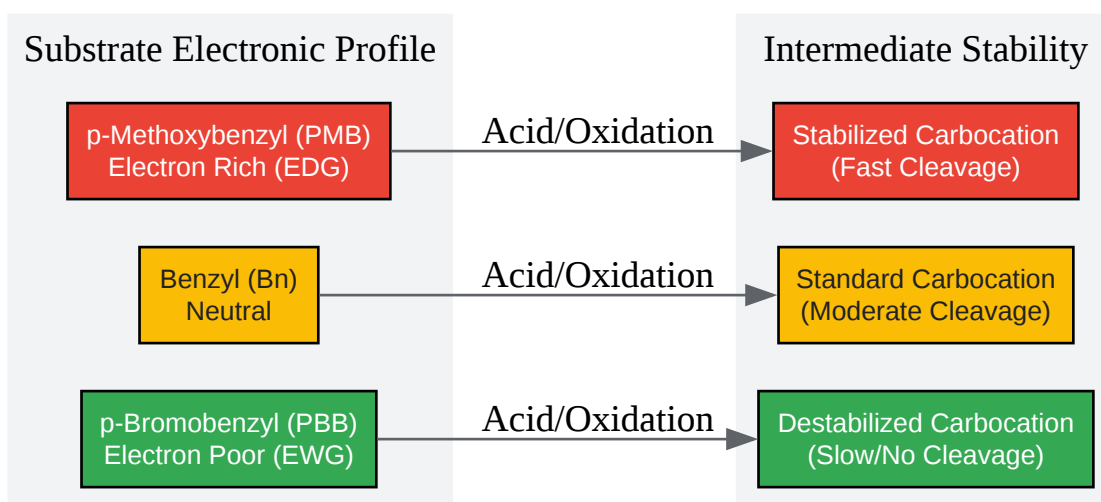 Substrate Electronic Profile
Intermediate Stability
p-Methoxybenzyl (PMB)
Electron Rich (EDG)
Acid/Oxidation
Stabilized Carbocation
(Fast Cleavage)
Benzyl (Bn)
Neutral
Acid/Oxidation
Standard Carbocation
(Moderate Cleavage)
p-Bromobenzyl (PBB)
Electron Poor (EWG)
Acid/Oxidation
Destabilized Carbocation
(Slow/No Cleavage)